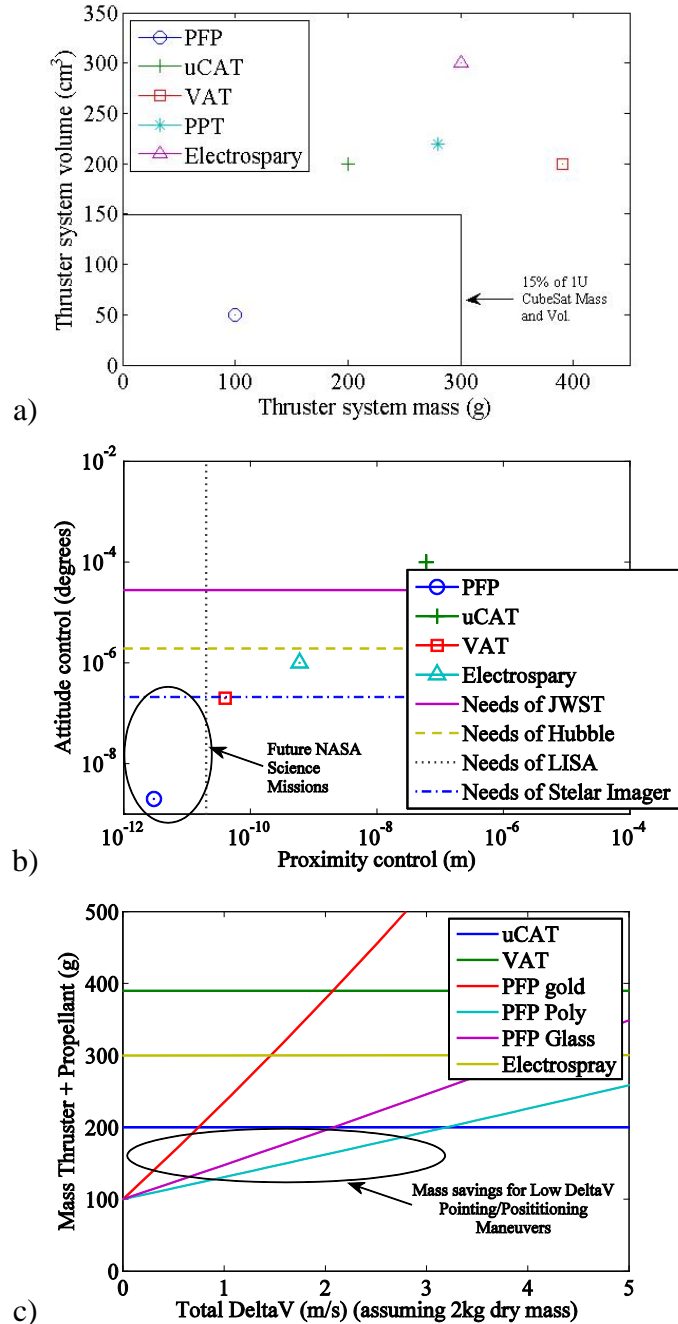 PFP
uCAT
VAT
PPT
Electrospary
Thruster system volume (cm³)
350
300
250
200
150
100
50
0
15% of 1U
CubeSat Mass
and Vol.
0 100 200 300 400
Thruster system mass (g)
a)
Attitude control (degrees)
10⁻²
10⁻⁴
10⁻⁶
10⁻⁸
PFP
uCAT
VAT
Electrospary
Needs of JWST
Needs of Hubble
Needs of LISA
Needs of Stelar Imager
Future NASA
Science
Missions
10⁻¹² 10⁻¹⁰ 10⁻⁸ 10⁻⁶ 10⁻⁴
Proximity control (m)
b)
Mass Thruster + Propellant (g)
500
400
300
200
100
0
uCAT
VAT
PFP gold
PFP Poly
PFP Glass
Electrospray
Mass savings for Low DeltaV
Pointing/Posititioning
Maneuvers
0 1 2 3 4 5
Total DeltaV (m/s) (assuming 2kg dry mass)
c)